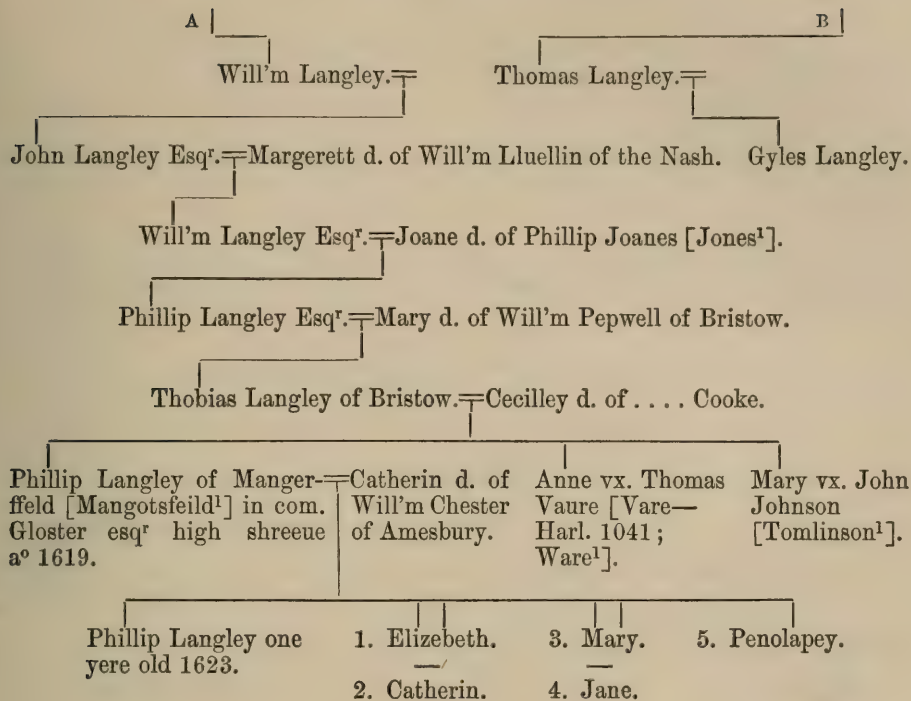 A B
Will'm Langley. Thomas Langley.
John Langley Esqʳ. Margerett d. of Will'm Lluellin of the Nash. Gyles Langley.
Will'm Langley Esqʳ. Joane d. of Phillip Joanes [Jones¹].
Phillip Langley Esqʳ. Mary d. of Will'm Pepwell of Bristow.
Thobias Langley of Bristow. Cecilley d. of .... Cooke.
Phillip Langley of Manger-
ffeld [Mangotsfeild¹] in com.
Gloster esqʳ high shreeue
aº 1619.
Catherin d. of
Will'm Chester
of Amesbury.
Anne vx. Thomas
Vaure [Vare—
Harl. 1041;
Ware¹].
Mary vx. John
Johnson
[Tomlinson¹].
Phillip Langley one
yere old 1623.
1. Elizebeth.
—
2. Catherin.
3. Mary.
—
4. Jane.
5. Penolapey.